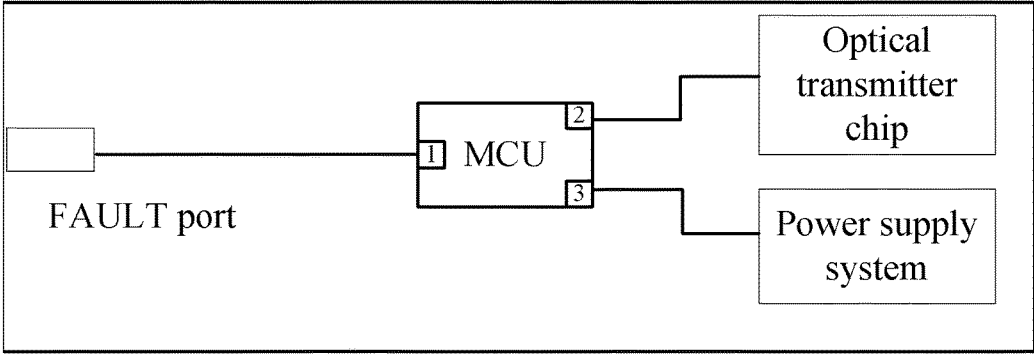 Optical
transmitter
chip
2
1 MCU
3
FAULT port
Power supply
system